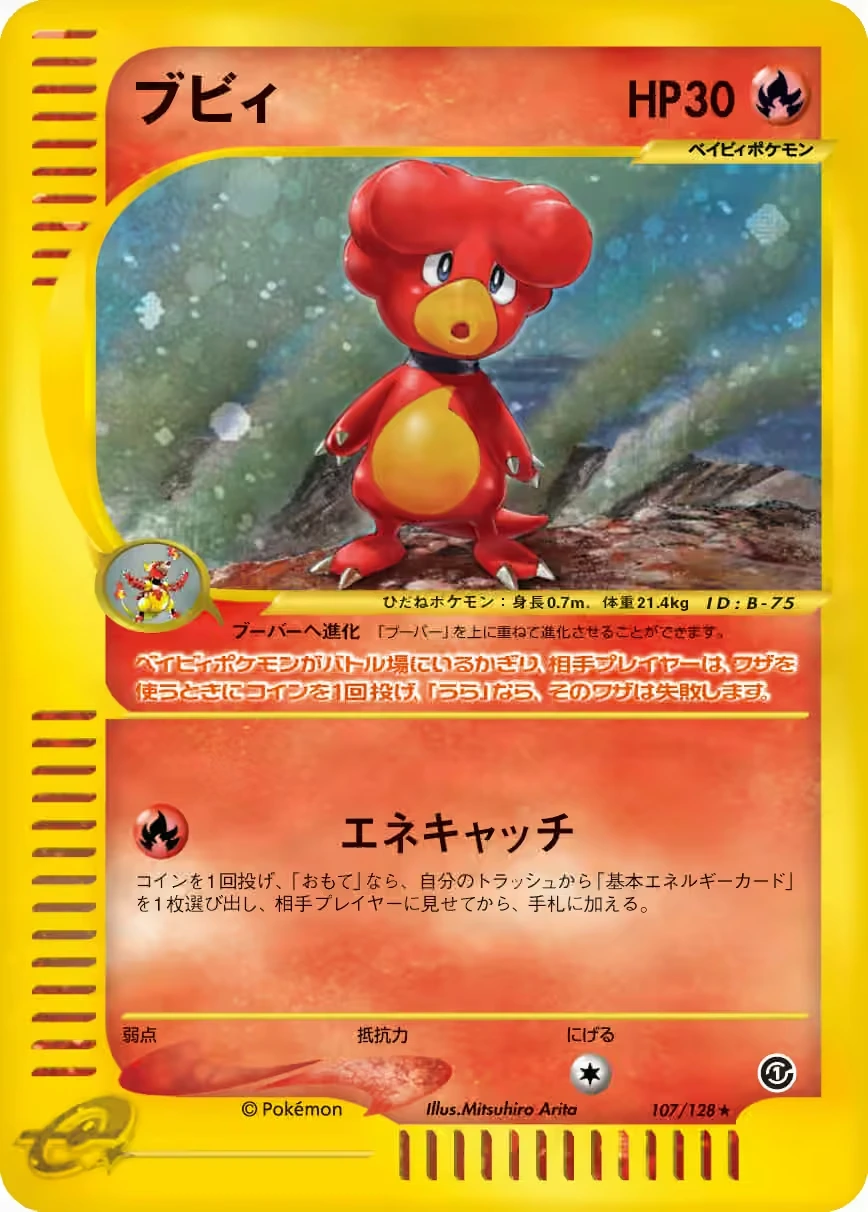 ブビィ
HP30
ベイビィポケモン
ひだねポケモン：身長0.7m. 体重21.4kg ID:B-75
ブーバーへ進化 「ブーバー」を上に重ねて進化させることができます。
ベイビィポケモンがバトル場にいるかぎり、相手プレイヤーは、ワザを
使うときにコインを1回投げ、「うら」なら、そのワザは失敗します。
エネキャッチ
コインを1回投げ、「おもて」なら、自分のトラッシュから「基本エネルギーカード」
を1枚選び出し、相手プレイヤーに見せてから、手札に加える。
弱点 抵抗力 にげる
© Pokémon Illus.Mitsuhiro Arita 107/128★